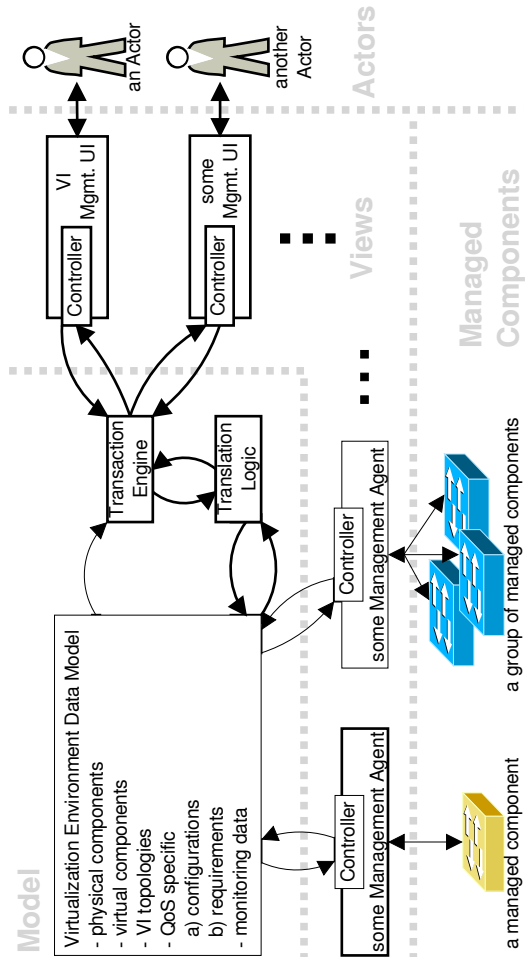 Model
Virtualization Environment Data Model
- physical components
- virtual components
- VI topologies
- QoS specific
a) configurations
b) requirements
- monitoring data
Transaction
Engine
Translation
Logic
Controller
VI
Mgmt. UI
Controller
some
Mgmt. UI
an Actor
another
Actor
Actors
Views
Controller
some Management Agent
Controller
some Management Agent
Managed
Components
a managed component
a group of managed components